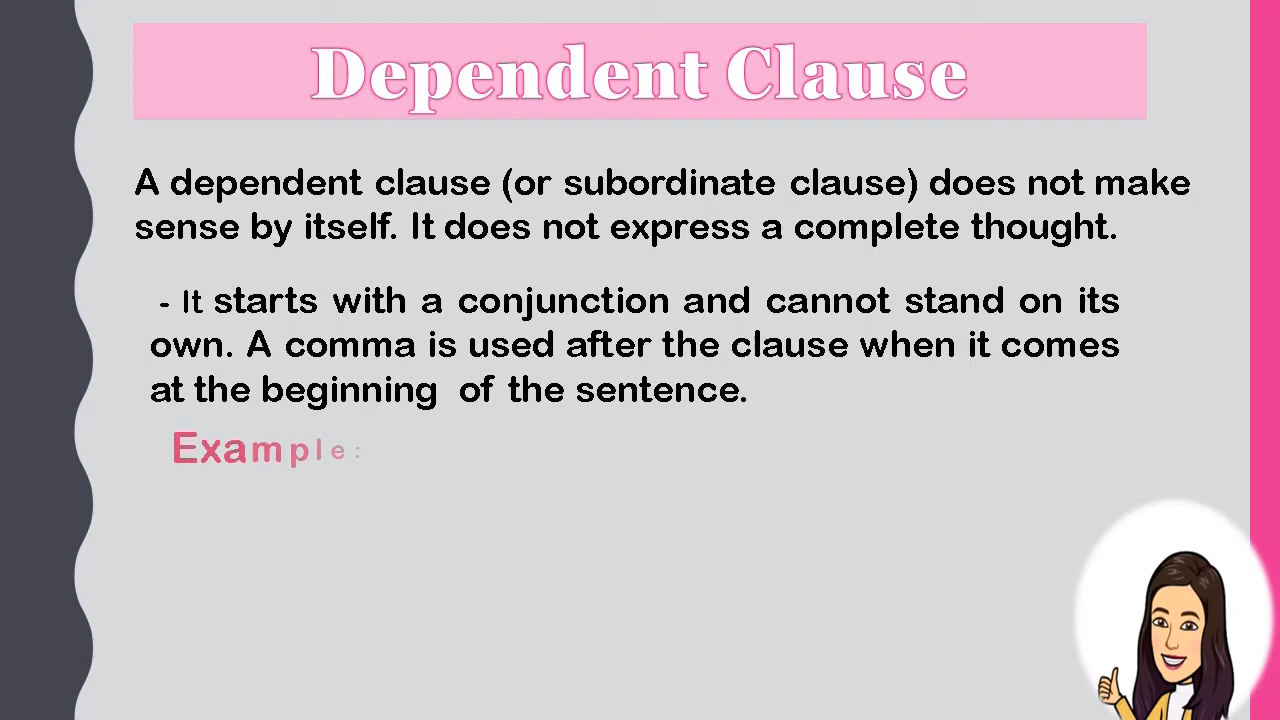 Dependent Clause
A dependent clause (or subordinate clause) does not make
sense by itself. It does not express a complete thought.
- It starts with a conjunction and cannot stand on its
own. A comma is used after the clause when it comes
at the beginning of the sentence.
Example: